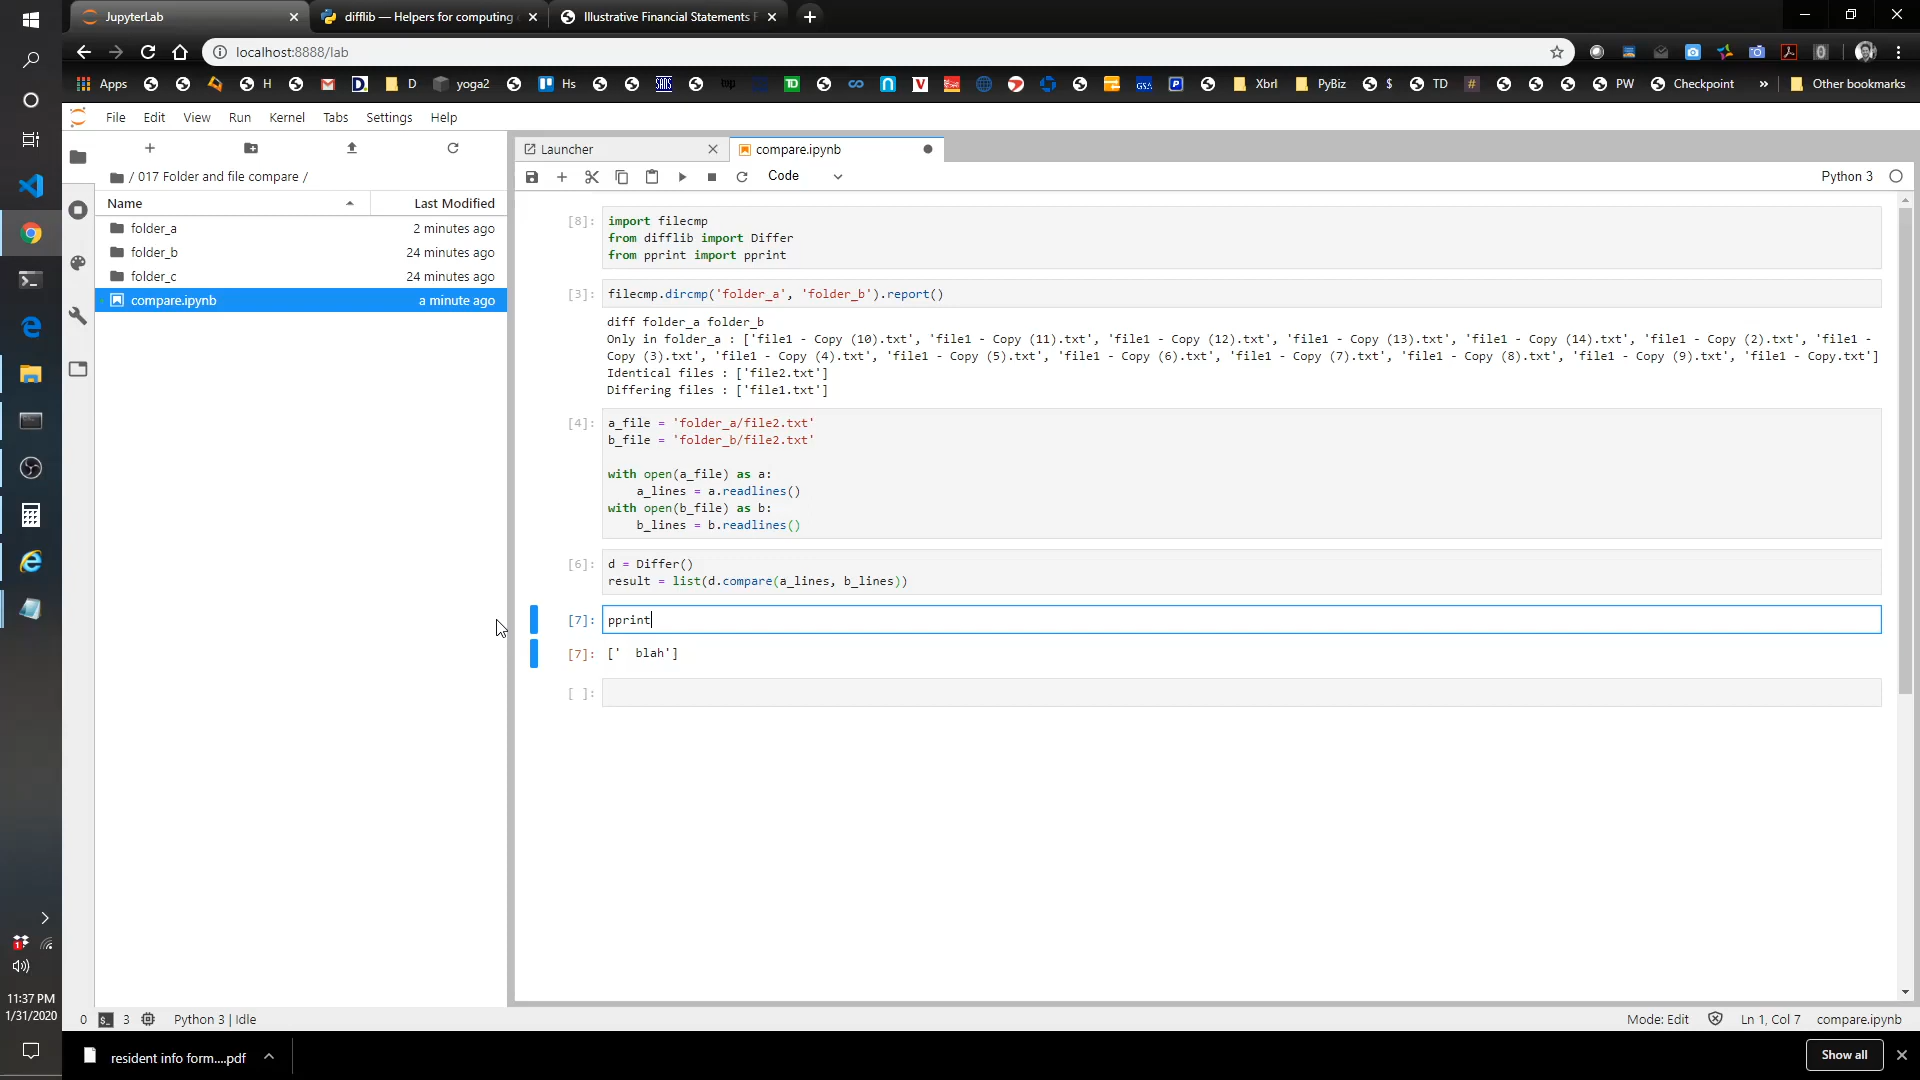 JupyterLab
difflib — Helpers for computing
Illustrative Financial Statements F
localhost:8888/lab
Apps
H
D
yoga2
Hs
SAMS
TD
GSA
Xbrl
PyBiz
$
TD
#
PW
Checkpoint
»
Other bookmarks
File Edit View Run Kernel Tabs Settings Help
/ 017 Folder and file compare /
Name
Last Modified
folder_a 2 minutes ago
folder_b 24 minutes ago
folder_c 24 minutes ago
compare.ipynb a minute ago
Launcher
compare.ipynb
Code
Python 3
[8]: import filecmp
from difflib import Differ
from pprint import pprint
[3]: filecmp.dircmp('folder_a', 'folder_b').report()
diff folder_a folder_b
Only in folder_a : ['file1 - Copy (10).txt', 'file1 - Copy (11).txt', 'file1 - Copy (12).txt', 'file1 - Copy (13).txt', 'file1 - Copy (14).txt', 'file1 - Copy (2).txt', 'file1 -
Copy (3).txt', 'file1 - Copy (4).txt', 'file1 - Copy (5).txt', 'file1 - Copy (6).txt', 'file1 - Copy (7).txt', 'file1 - Copy (8).txt', 'file1 - Copy (9).txt', 'file1 - Copy.txt']
Identical files : ['file2.txt']
Differing files : ['file1.txt']
[4]: a_file = 'folder_a/file2.txt'
b_file = 'folder_b/file2.txt'
with open(a_file) as a:
a_lines = a.readlines()
with open(b_file) as b:
b_lines = b.readlines()
[6]: d = Differ()
result = list(d.compare(a_lines, b_lines))
[7]: pprint
[7]: ['  blah']
[ ]:
11:37 PM
1/31/2020
0
3
Python 3 | Idle
Mode: Edit
Ln 1, Col 7
compare.ipynb
resident info form....pdf
Show all